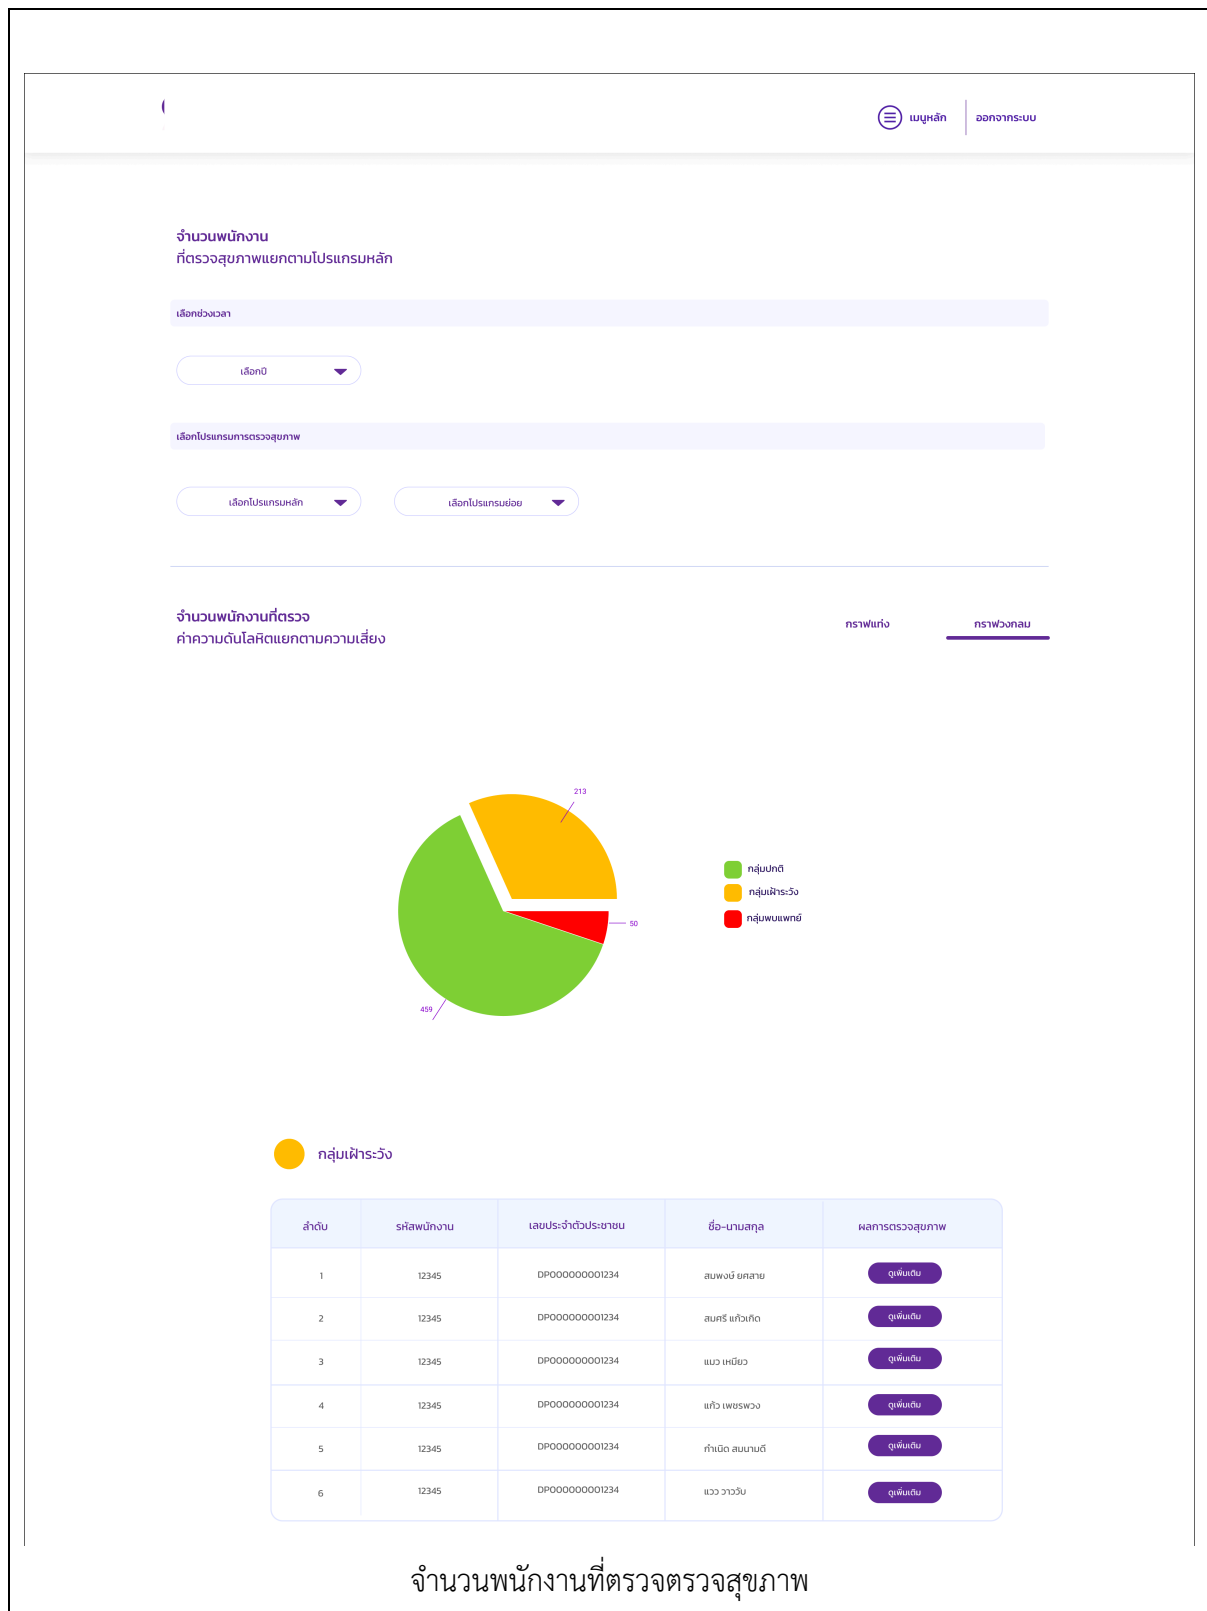 เมนูหลัก ออกจากระบบ
จำนวนพนักงาน
ที่ตรวจสุขภาพแยกตามโปรแกรมหลัก
เลือกช่วงเวลา
เลือกปี
เลือกโปรแกรมการตรวจสุขภาพ
เลือกโปรแกรมหลัก เลือกโปรแกรมย่อย
จำนวนพนักงานที่ตรวจ
ค่าความดันโลหิตแยกตามความเสี่ยง
กราฟแท่ง กราฟวงกลม
213
กลุ่มปกติ
กลุ่มเฝ้าระวัง
กลุ่มพบแพทย์
50
459
กลุ่มเฝ้าระวัง
ลำดับ รหัสพนักงาน เลขประจำตัวประชาชน ชื่อ-นามสกุล ผลการตรวจสุขภาพ
1 12345 DP000000001234 สมพงษ์ ยศสาย ดูเพิ่มเติม
2 12345 DP000000001234 สมศรี แก้วเกิด ดูเพิ่มเติม
3 12345 DP000000001234 แมว เหมียว ดูเพิ่มเติม
4 12345 DP000000001234 แก้ว เพชรพวง ดูเพิ่มเติม
5 12345 DP000000001234 กำเนิด สมนามดี ดูเพิ่มเติม
6 12345 DP000000001234 แวว วาววับ ดูเพิ่มเติม
จำนวนพนักงานที่ตรวจตรวจสุขภาพ